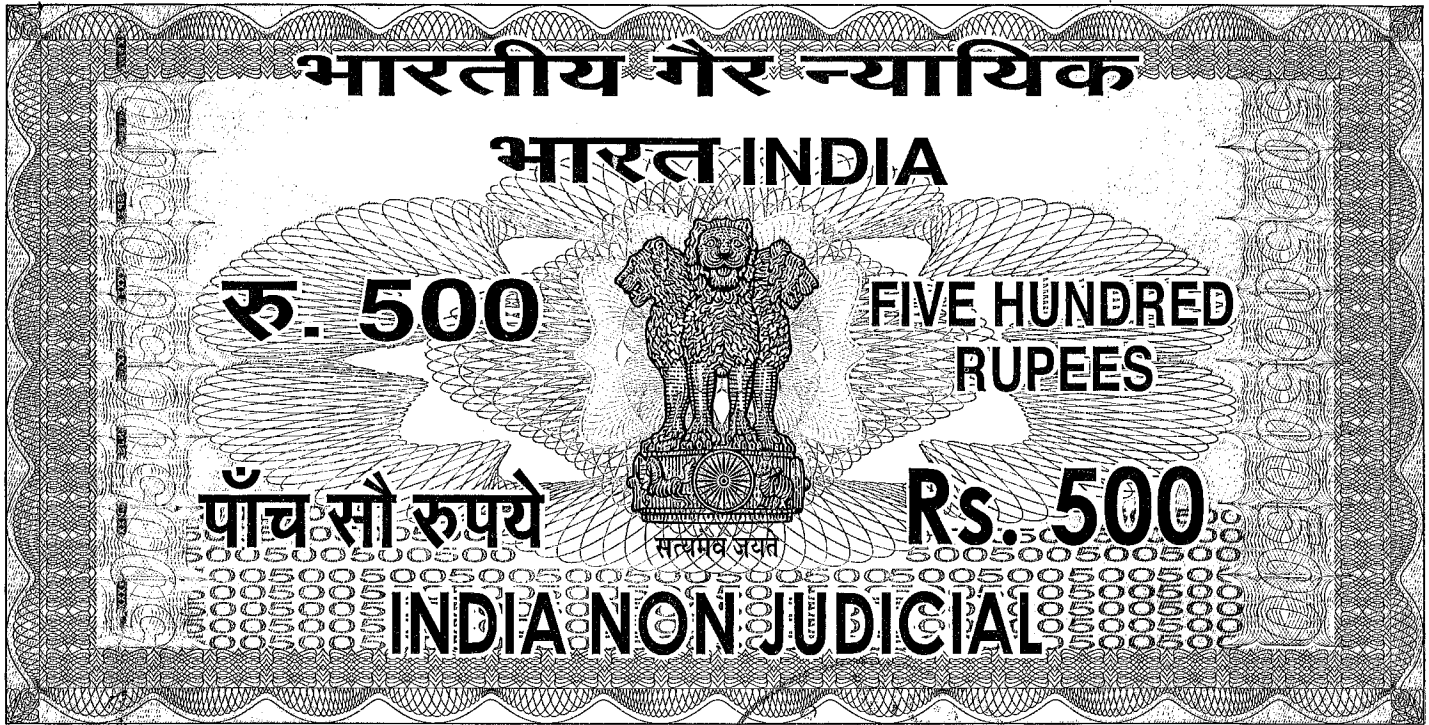 भारतीय गैर न्यायिक
भारत INDIA
रु. 500
FIVE HUNDRED
RUPEES
पाँच सौ रुपये
Rs. 500
सत्यमेव जयते
INDIA NON JUDICIAL